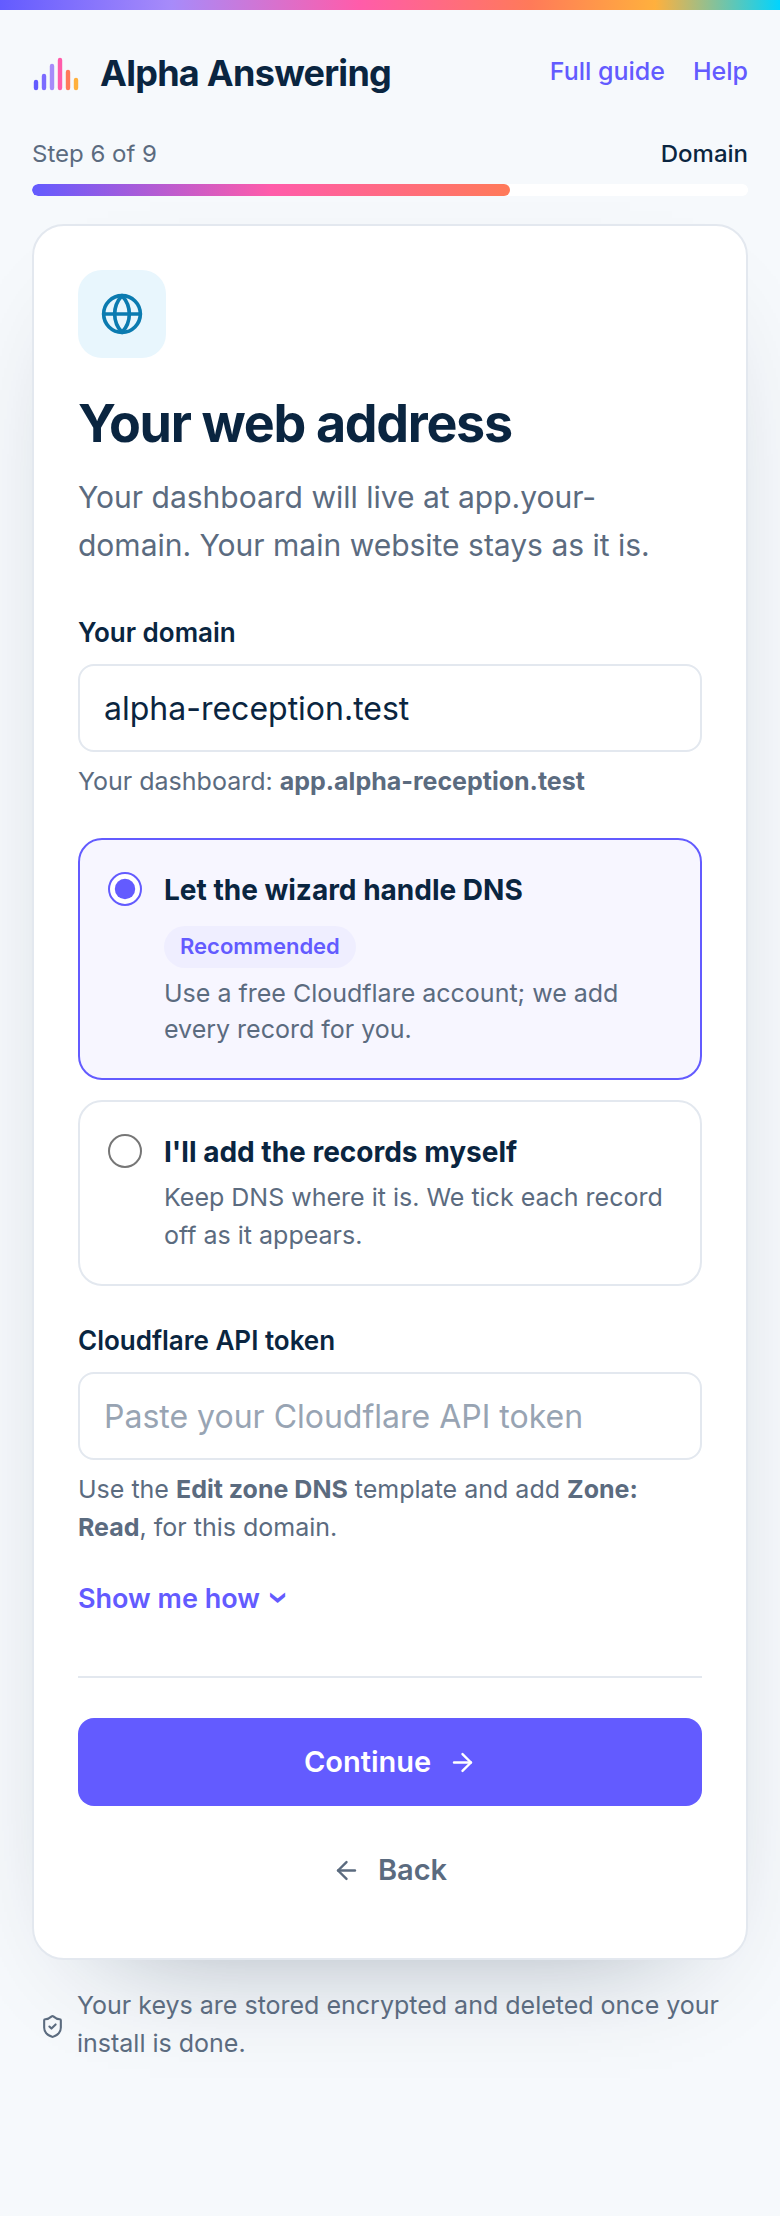 Alpha Answering
Full guide
Help
Step 6 of 9
Domain
Your web address
Your dashboard will live at app.your-
domain. Your main website stays as it is.
Your domain
alpha-reception.test
Your dashboard: app.alpha-reception.test
Let the wizard handle DNS
Recommended
Use a free Cloudflare account; we add
every record for you.
I'll add the records myself
Keep DNS where it is. We tick each record
off as it appears.
Cloudflare API token
Paste your Cloudflare API token
Use the Edit zone DNS template and add Zone:
Read, for this domain.
Show me how
Continue
Back
Your keys are stored encrypted and deleted once your
install is done.